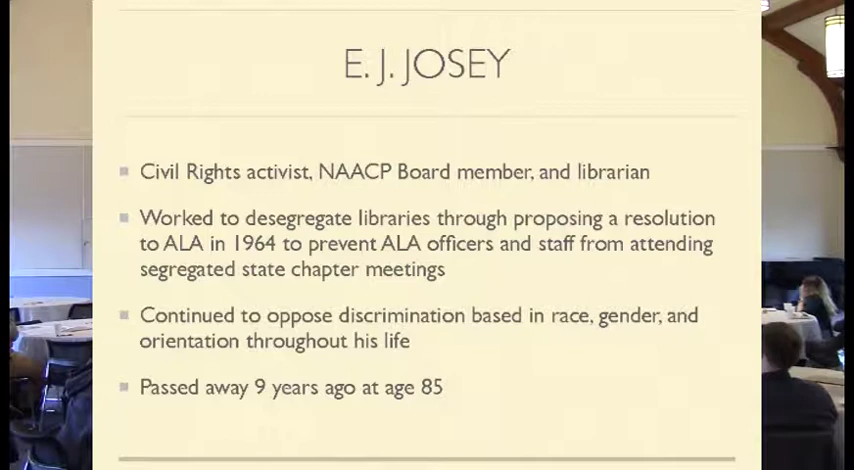 E. J. JOSEY
Civil Rights activist, NAACP Board member, and librarian
Worked to desegregate libraries through proposing a resolution
to ALA in 1964 to prevent ALA officers and staff from attending
segregated state chapter meetings
Continued to oppose discrimination based in race, gender, and
orientation throughout his life
Passed away 9 years ago at age 85